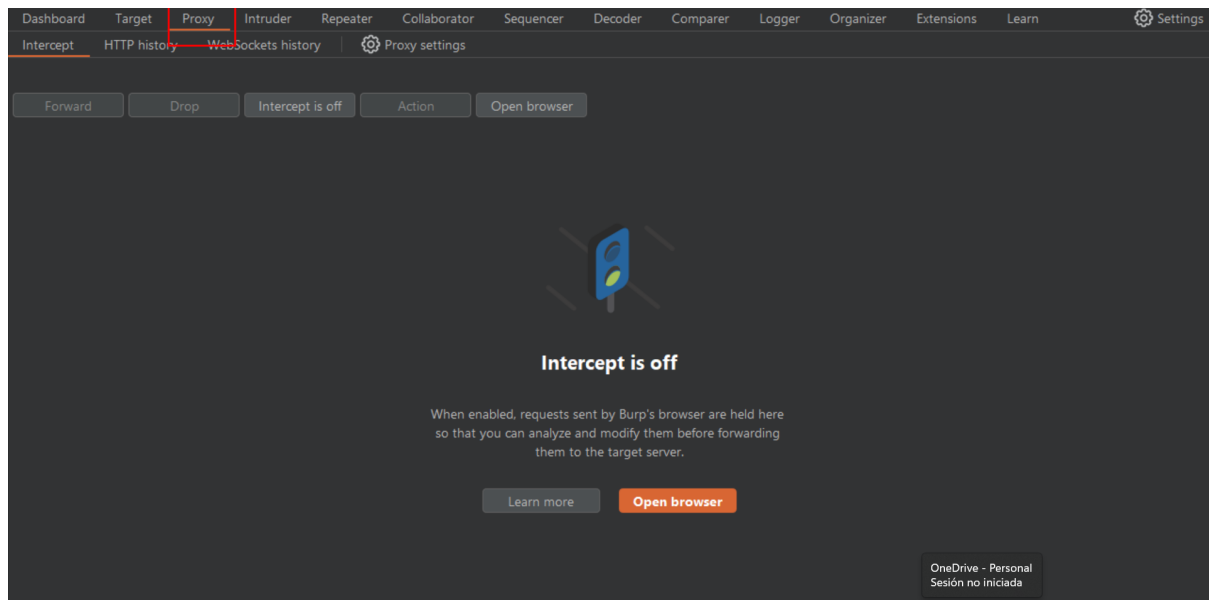 Dashboard Target Proxy Intruder Repeater Collaborator Sequencer Decoder Comparer Logger Organizer Extensions Learn Settings
Intercept HTTP history WebSockets history Proxy settings
Forward Drop Intercept is off Action Open browser
Intercept is off
When enabled, requests sent by Burp's browser are held here
so that you can analyze and modify them before forwarding
them to the target server.
Learn more Open browser
OneDrive - Personal
Sesión no iniciada